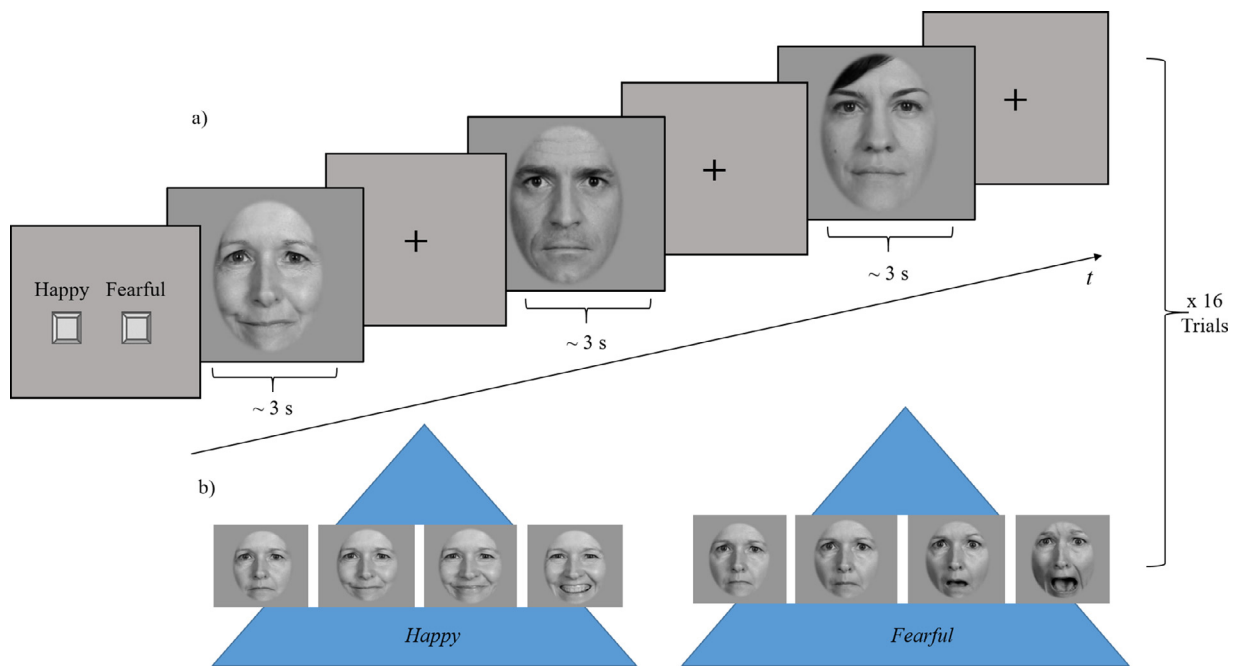 a)
Happy Fearful
~ 3 s
~ 3 s
~ 3 s
t
x 16
Trials
b)
Happy
Fearful